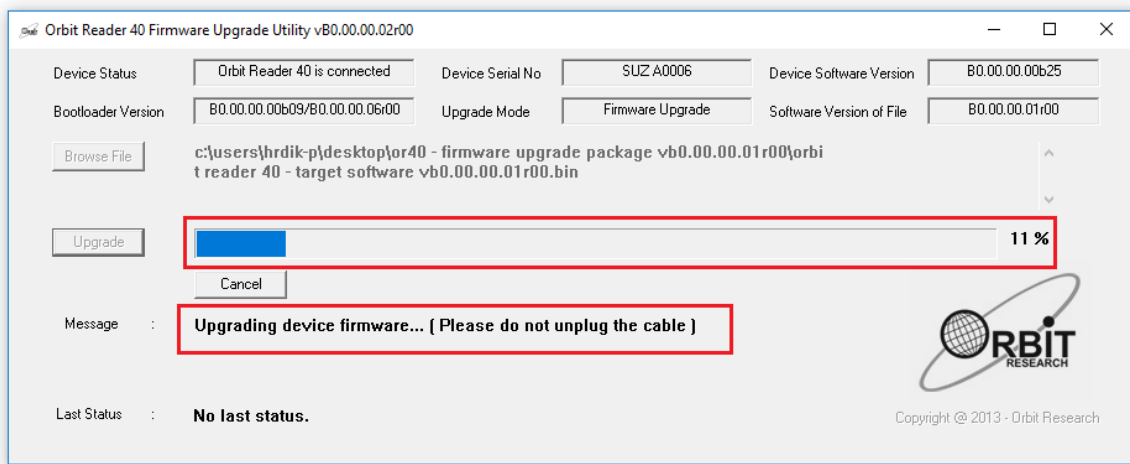 Orbit Reader 40 Firmware Upgrade Utility vB0.00.00.02r00
Device Status Orbit Reader 40 is connected Device Serial No SUZ A0006 Device Software Version B0.00.00.00b25
Bootloader Version B0.00.00.00b09/B0.00.00.06r00 Upgrade Mode Firmware Upgrade Software Version of File B0.00.00.01r00
Browse File c:\users\hrdik-p\desktop\or40 - firmware upgrade package vb0.00.00.01r00\orbi
t reader 40 - target software vb0.00.00.01r00.bin
Upgrade 11 %
Cancel
Message : Upgrading device firmware... ( Please do not unplug the cable )
ORBIT
RESEARCH
Last Status : No last status.
Copyright @ 2013 - Orbit Research